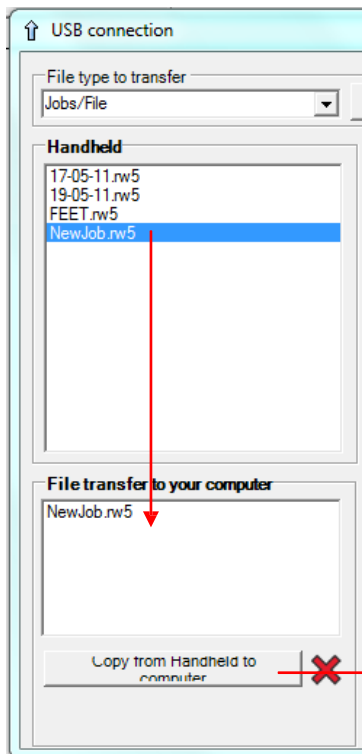 USB connection
File type to transfer
Jobs/File
Handheld
17-05-11.rw5
19-05-11.rw5
FEET.rw5
NewJob.rw5
File transfer to your computer
NewJob.rw5
Copy from Handheld to
computer